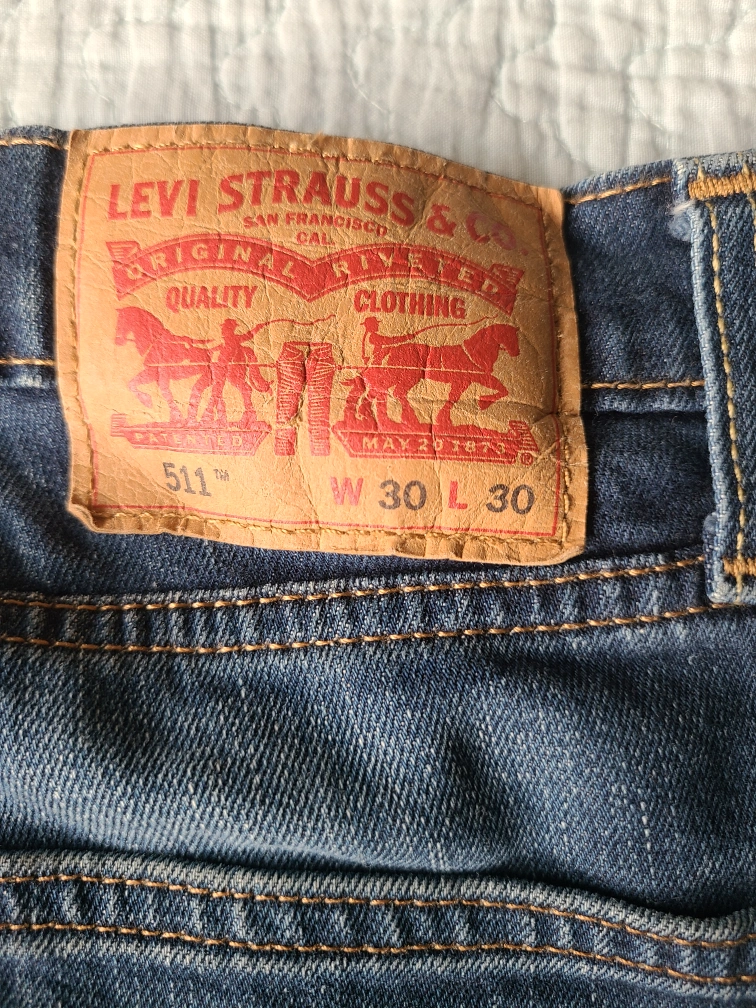 LEVI STRAUSS & CO.
SAN FRANCISCO
CAL.
ORIGINAL RIVETED
QUALITY CLOTHING
PATENTED MAY 20 1873 ®
511™ W 30 L 30